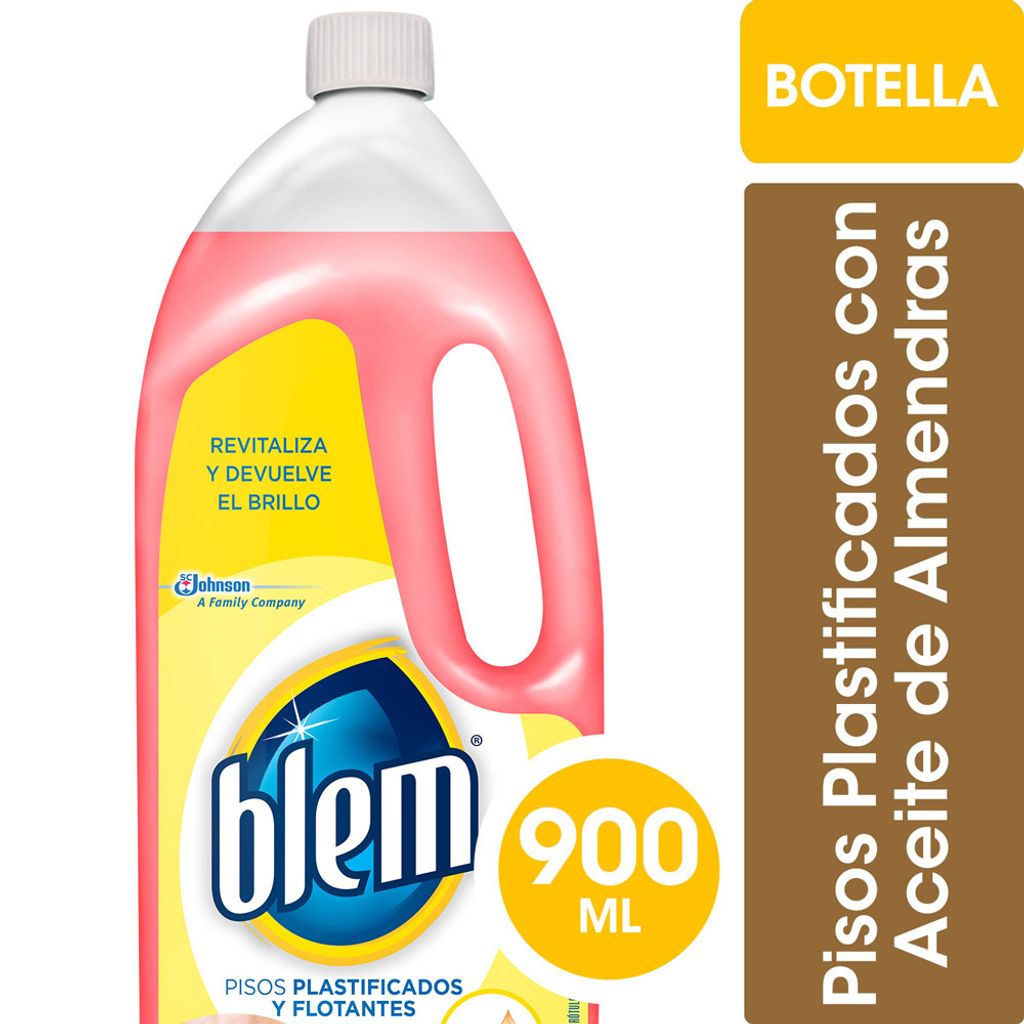 BOTELLA
Pisos Plastificados con
Aceite de Almendras
REVITALIZA
Y DEVUELVE
EL BRILLO
SC Johnson
A Family Company
blem®
900
ML
PISOS PLASTIFICADOS
Y FLOTANTES